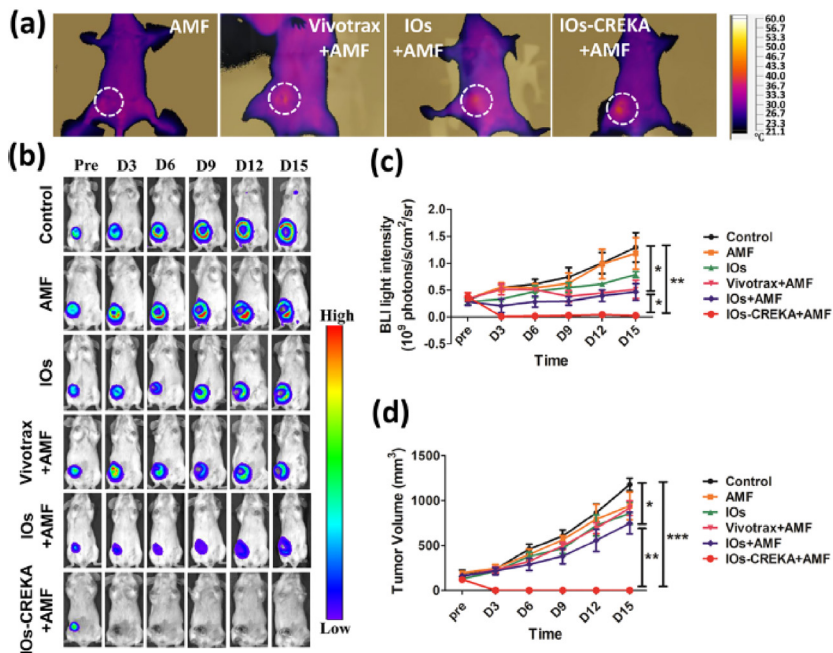 (a)
AMF
Vivotrax
+AMF
IOs
+AMF
IOs-CREKA
+AMF
60.0
56.7
53.3
50.0
46.7
43.3
40.0
36.7
33.3
30.0
26.7
23.3
21.1
°C
(b)
Pre D3 D6 D9 D12 D15
Control
AMF
IOs
Vivotrax
+AMF
IOs
+AMF
IOs-CREKA
+AMF
High
Low
(c)
BLI light intensity
(10⁹ photons/s/cm²/sr)
2.0
1.5
1.0
0.5
0.0
-0.5
pre D3 D6 D9 D12 D15
Time
Control
AMF
IOs
Vivotrax+AMF
IOs+AMF
IOs-CREKA+AMF
*
*
**
(d)
Tumor Volume (mm³)
1500
1000
500
0
pre D3 D6 D9 D12 D15
Time
Control
AMF
IOs
Vivotrax+AMF
IOs+AMF
IOs-CREKA+AMF
*
**
***